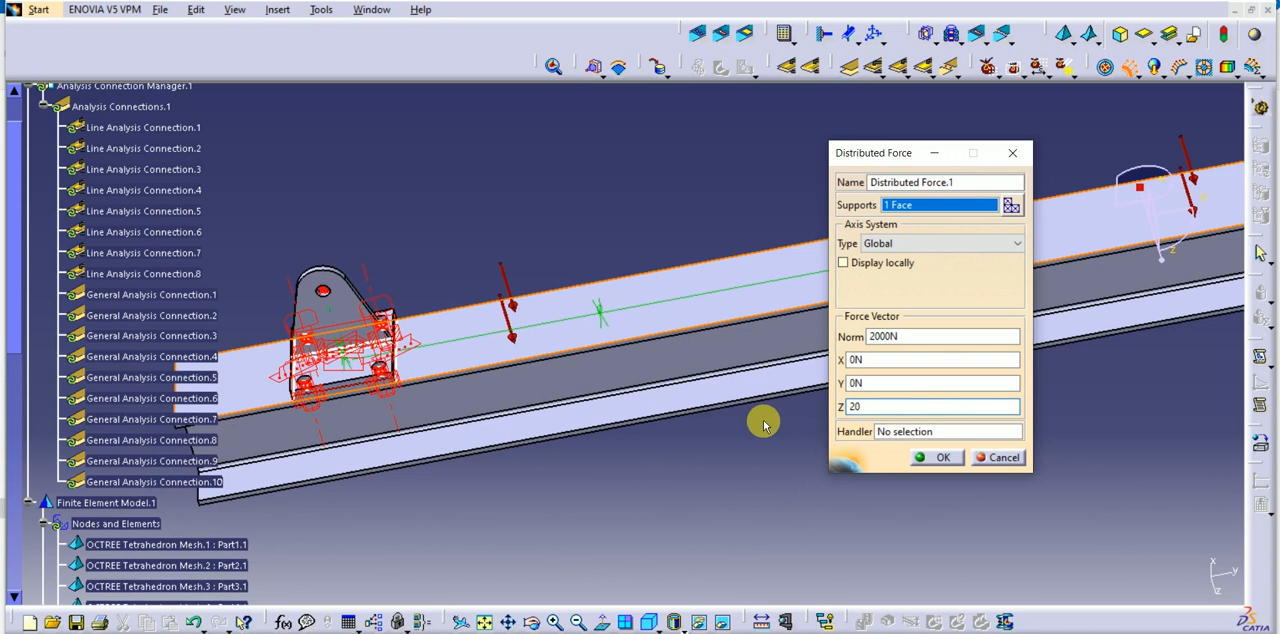 Start ENOVIA V5 VPM File Edit View Insert Tools Window Help
Analysis Connection Manager.1
Analysis Connections.1
Line Analysis Connection.1
Line Analysis Connection.2
Line Analysis Connection.3
Line Analysis Connection.4
Line Analysis Connection.5
Line Analysis Connection.6
Line Analysis Connection.7
Line Analysis Connection.8
General Analysis Connection.1
General Analysis Connection.2
General Analysis Connection.3
General Analysis Connection.4
General Analysis Connection.5
General Analysis Connection.6
General Analysis Connection.7
General Analysis Connection.8
General Analysis Connection.9
General Analysis Connection.10
Finite Element Model.1
Nodes and Elements
OCTREE Tetrahedron Mesh.1 : Part1.1
OCTREE Tetrahedron Mesh.2 : Part2.1
OCTREE Tetrahedron Mesh.3 : Part3.1
Distributed Force
Name Distributed Force.1
Supports 1 Face
Axis System
Type Global
Display locally
Force Vector
Norm 2000N
X 0N
Y 0N
Z 20
Handler No selection
OK Cancel
x
y
z
f(x)
CATIA